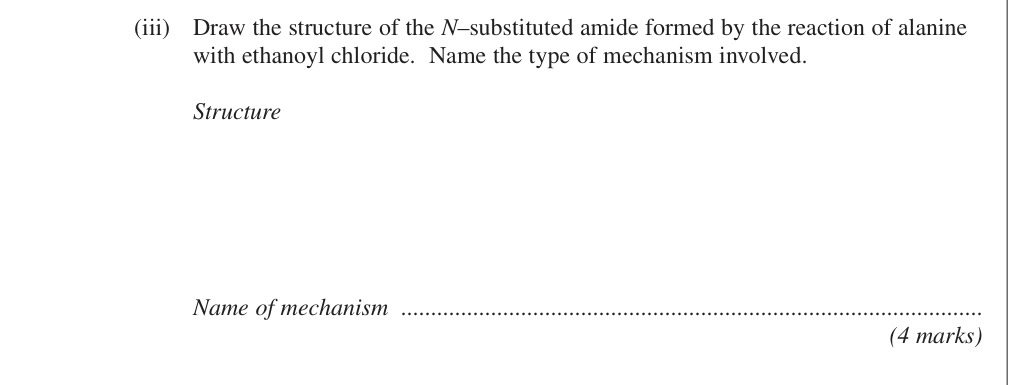 (iii) Draw the structure of the N–substituted amide formed by the reaction of alanine
with ethanoyl chloride. Name the type of mechanism involved.
Structure
Name of mechanism ................................................................................................
(4 marks)